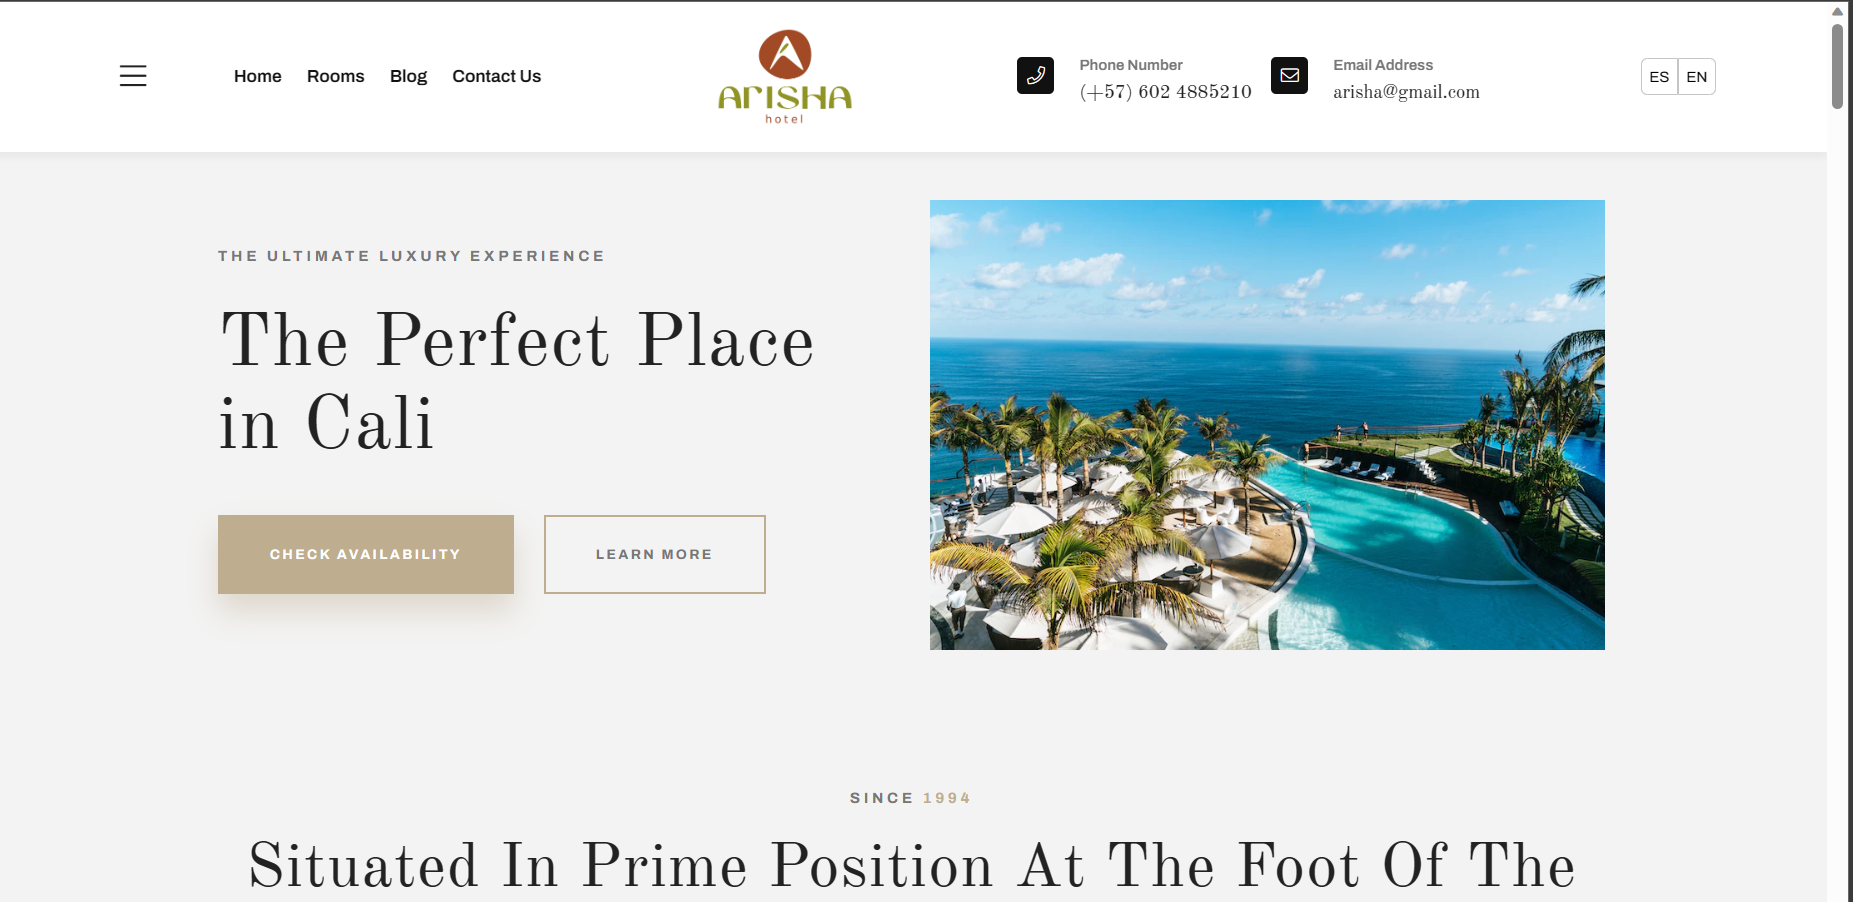 Home
Rooms
Blog
Contact Us
ARISHA
hotel
Phone Number
(+57) 602 4885210
Email Address
arisha@gmail.com
ES
EN
THE ULTIMATE LUXURY EXPERIENCE
The Perfect Place
in Cali
CHECK AVAILABILITY
LEARN MORE
SINCE 1994
Situated In Prime Position At The Foot Of The